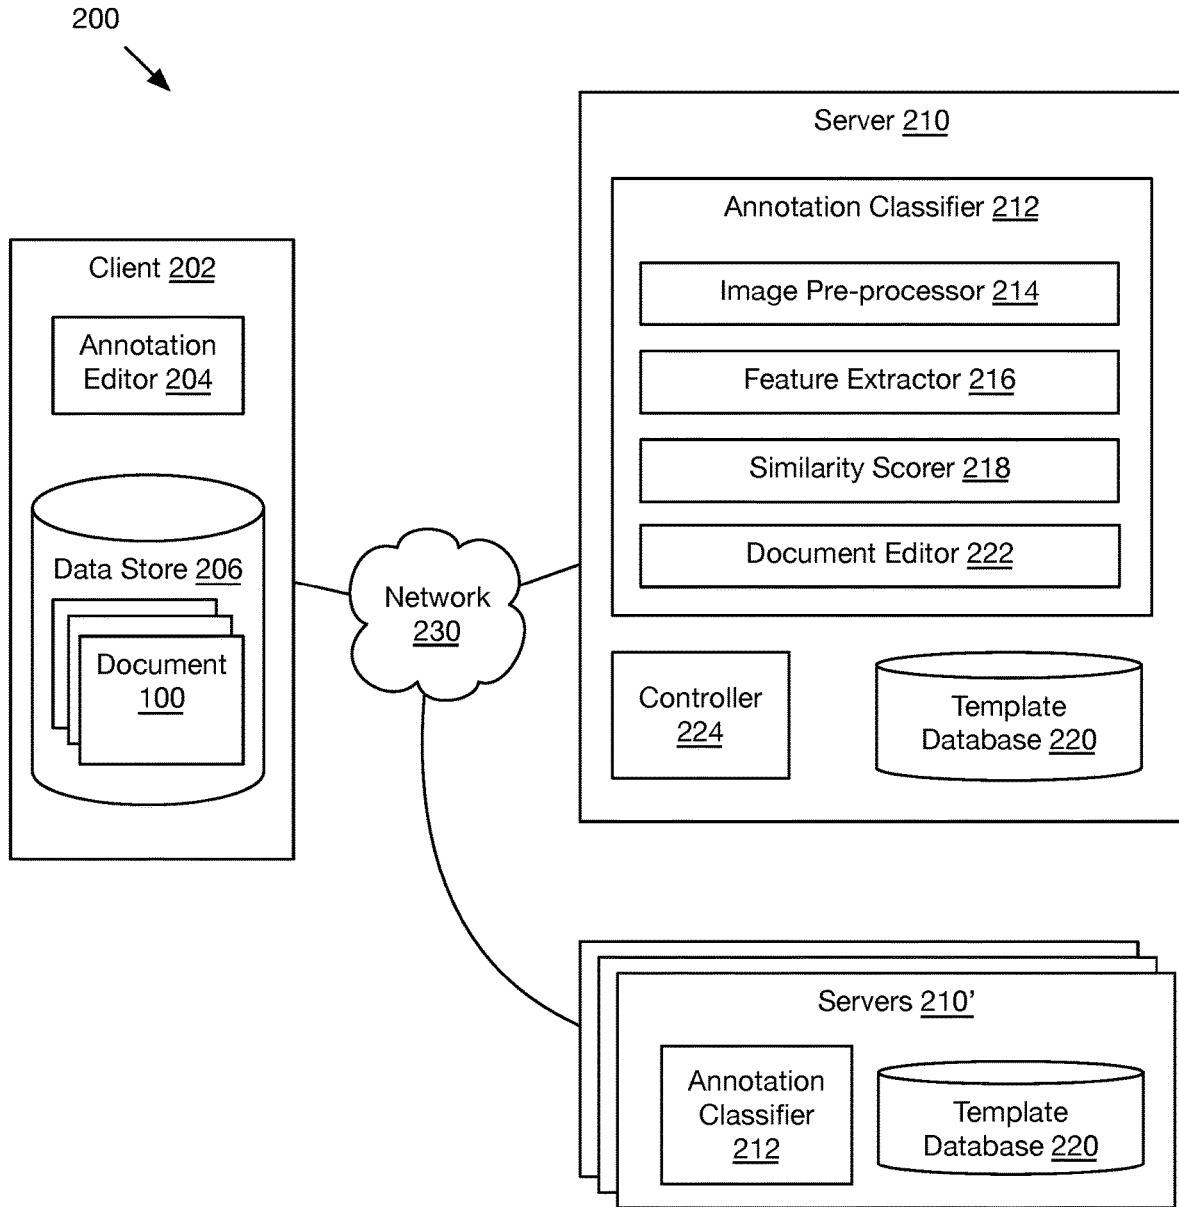 200
Server 210
Annotation Classifier 212
Image Pre-processor 214
Feature Extractor 216
Similarity Scorer 218
Document Editor 222
Controller
224
Template
Database 220
Client 202
Annotation
Editor 204
Data Store 206
Document
100
Network
230
Servers 210’
Annotation
Classifier
212
Template
Database 220